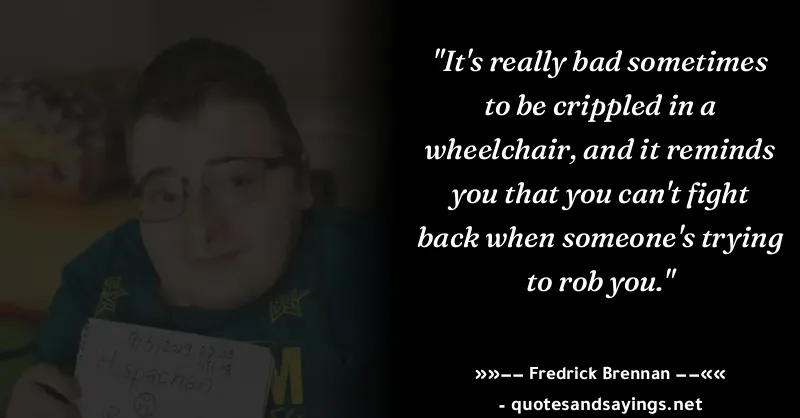 "It's really bad sometimes
to be crippled in a
wheelchair, and it reminds
you that you can't fight
back when someone's trying
to rob you."
»»–– Fredrick Brennan ––««
- quotesandsayings.net